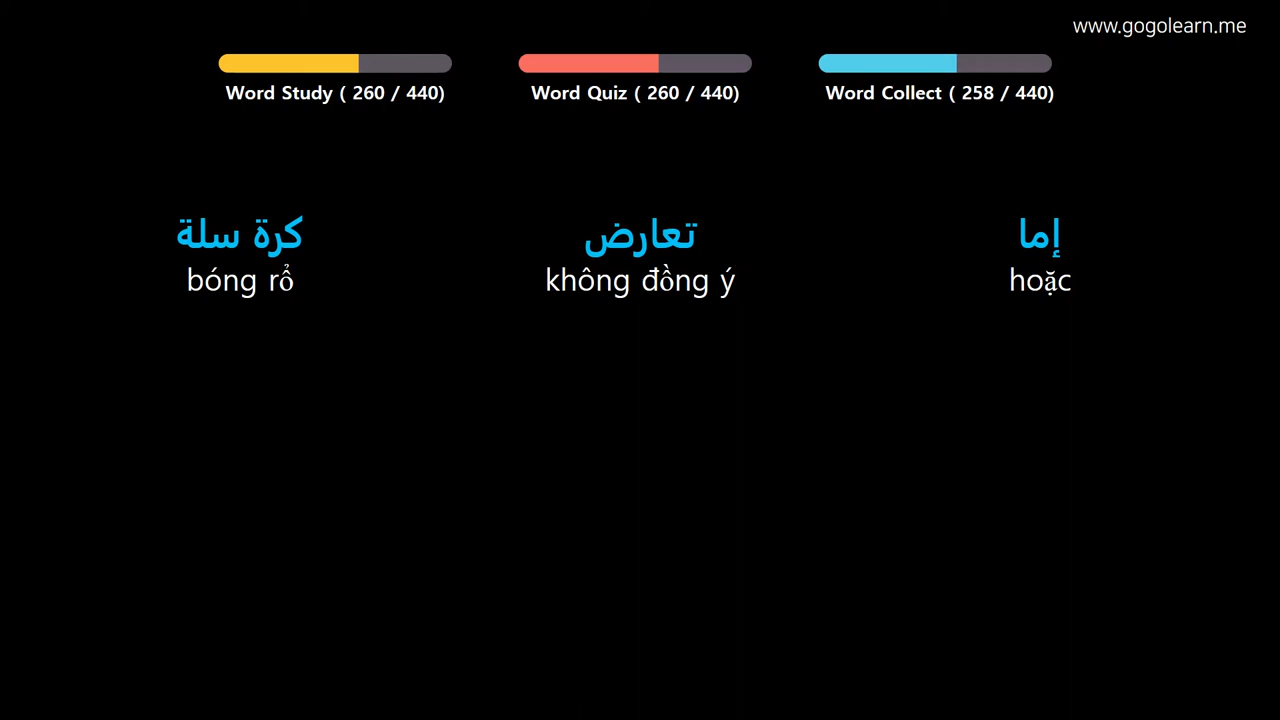 www.gogolearn.me
Word Study ( 260 / 440)
Word Quiz ( 260 / 440)
Word Collect ( 258 / 440)
كرة سلة
bóng rổ
تعارض
không đồng ý
إما
hoặc